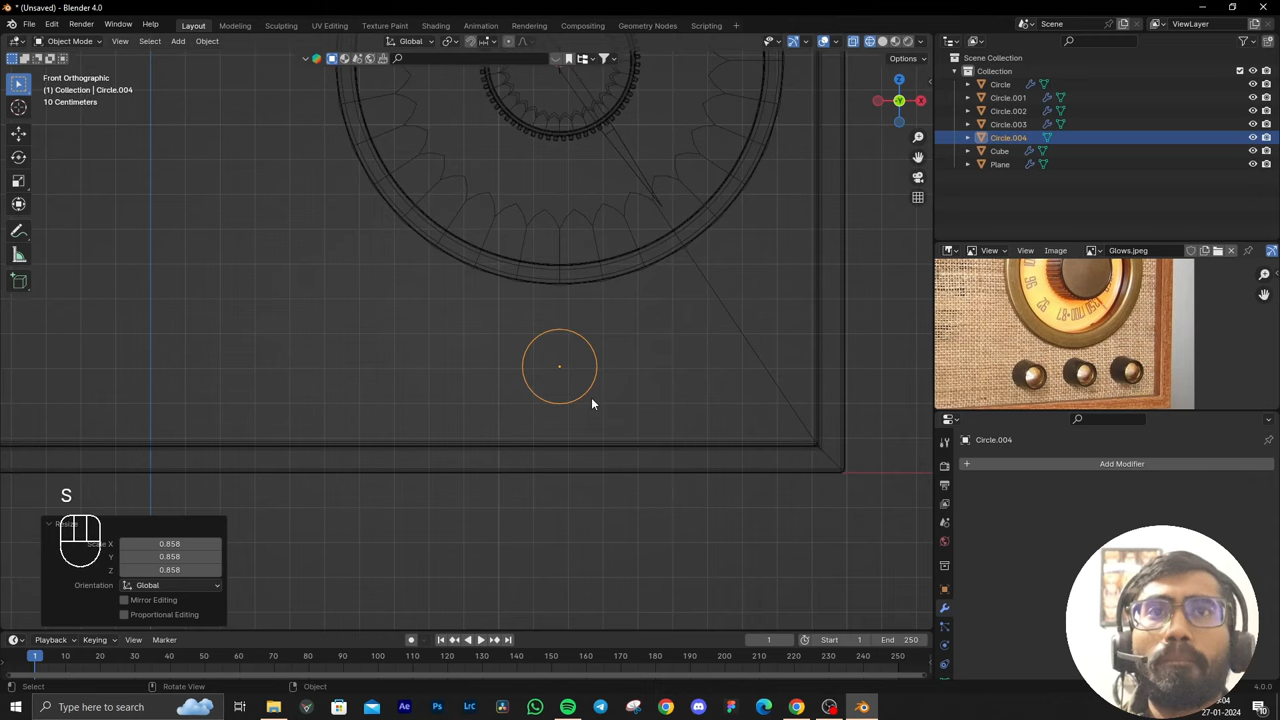 * (Unsaved) - Blender 4.0
File Edit Render Window Help Layout Modeling Sculpting UV Editing Texture Paint Shading Animation Rendering Compositing Geometry Nodes Scripting Scene ViewLayer
Object Mode View Select Add Object Global
Options
Front Orthographic
(1) Collection | Circle.004
10 Centimeters
Scene Collection
Collection
Circle
Circle.001
Circle.002
Circle.003
Circle.004
Cube
Plane
View View Image Glows.jpeg
Circle.004
Add Modifier
S
Resize
Scale X 0.858
Y 0.858
Z 0.858
Orientation Global
Mirror Editing
Proportional Editing
Playback Keying View Marker 1 Start 1 End 250
1 10 20 30 40 50 60 70 80 90 100 110 120 130 140 150 160 170 180 190 200 210 220 230 240 250
Select Rotate View Object 4.0.0
Type here to search
27-01-2024